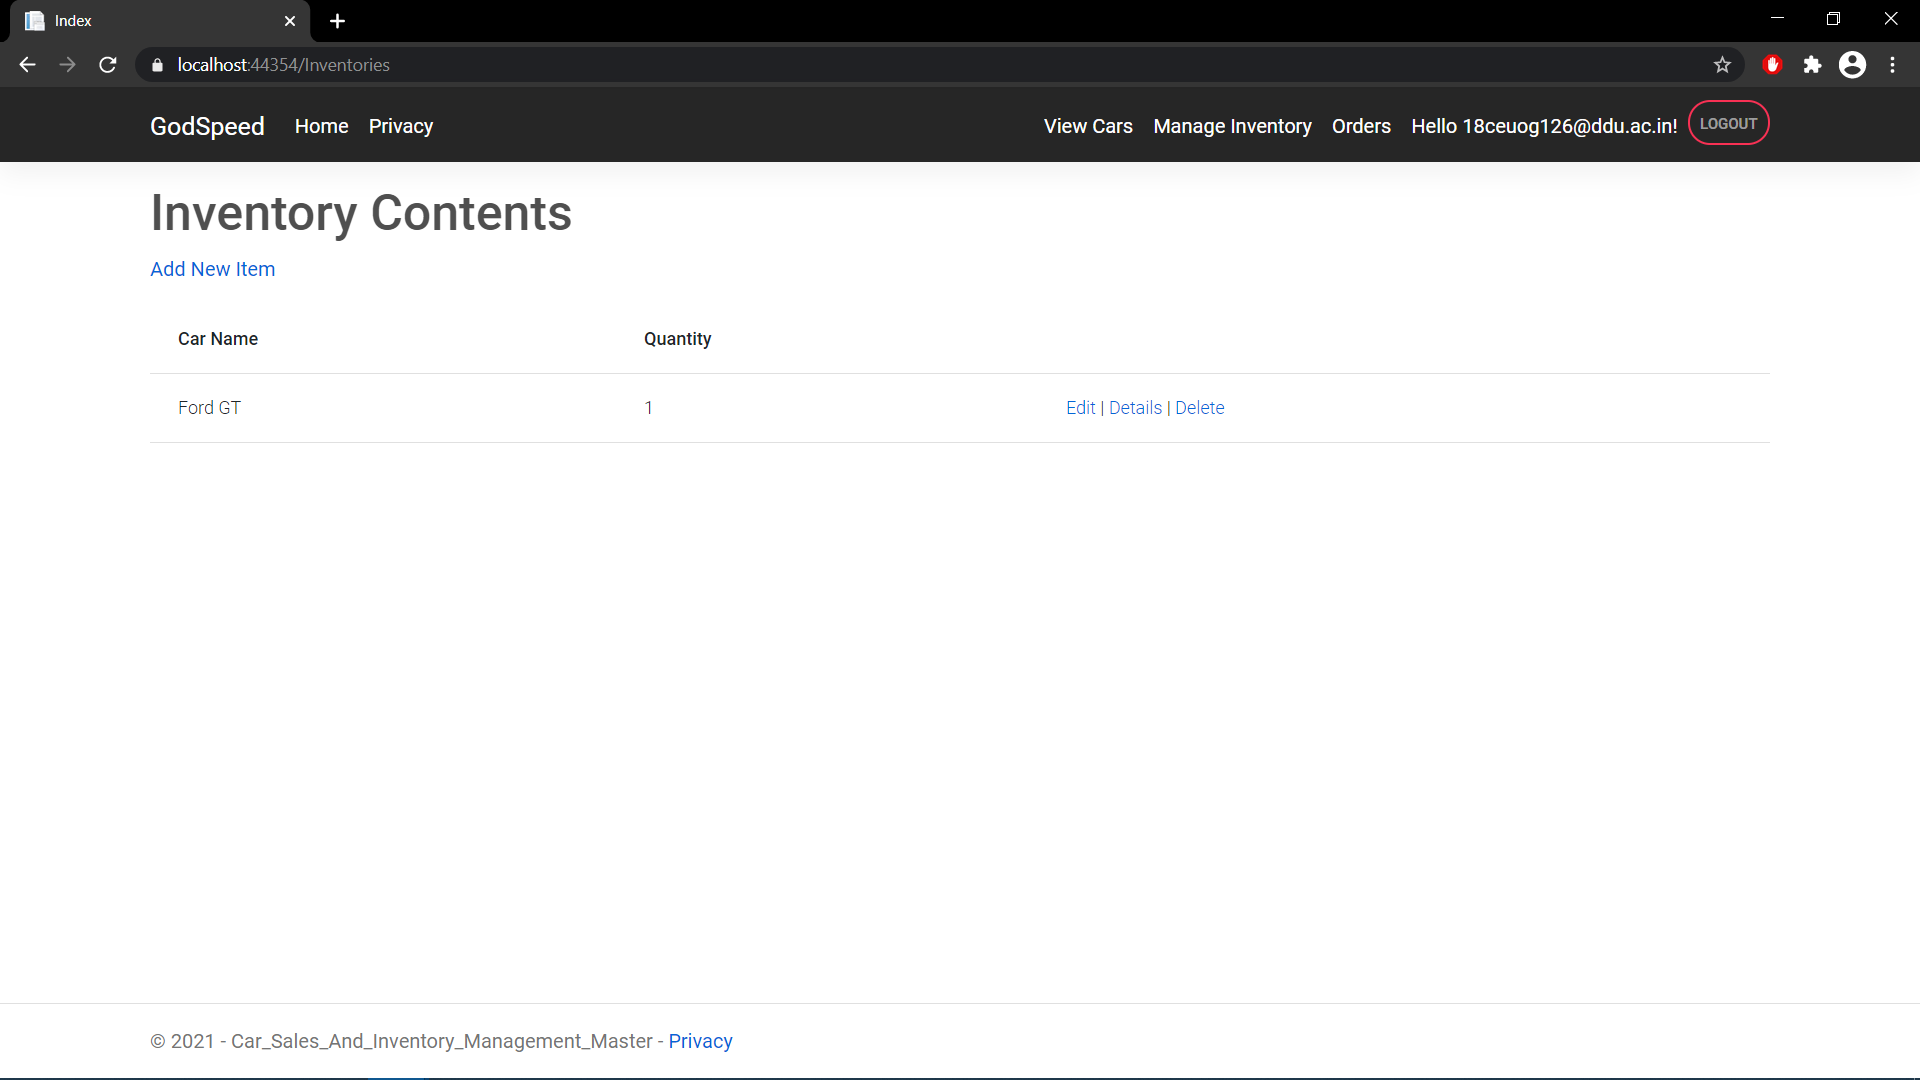 Index
localhost:44354/Inventories
GodSpeed Home Privacy View Cars Manage Inventory Orders Hello 18ceuog126@ddu.ac.in! LOGOUT
Inventory Contents
Add New Item
Car Name Quantity
Ford GT 1 Edit | Details | Delete
© 2021 - Car_Sales_And_Inventory_Management_Master - Privacy